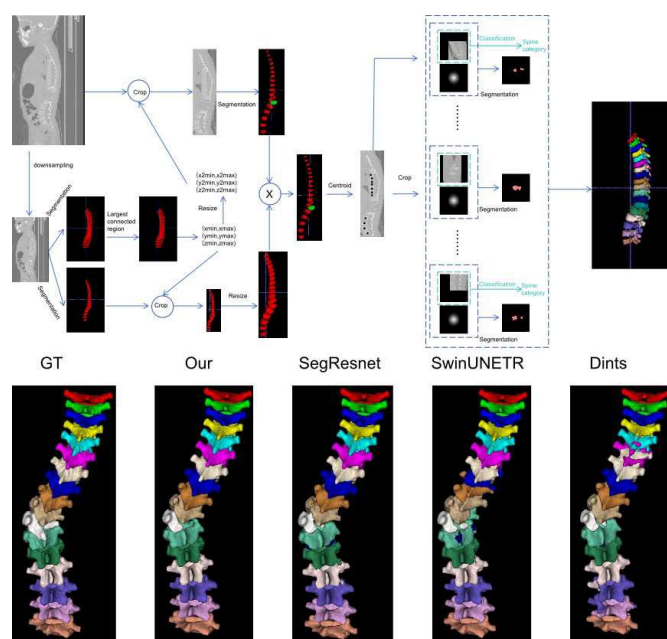 Classification
Spine
category
Crop
Segmentation
Segmentation
downsampling
Segmentation
(x2min,x2max)
(y2min,y2max)
(z2min,z2max)
X
Centroid
Crop
Segmentation
Largest
connected
region
Resize
(xmin,xmax)
(ymin,ymax)
(zmin,zmax)
Segmentation
Crop
Resize
Classification
Spine
category
Segmentation
GT
Our
SegResnet
SwinUNETR
Dints